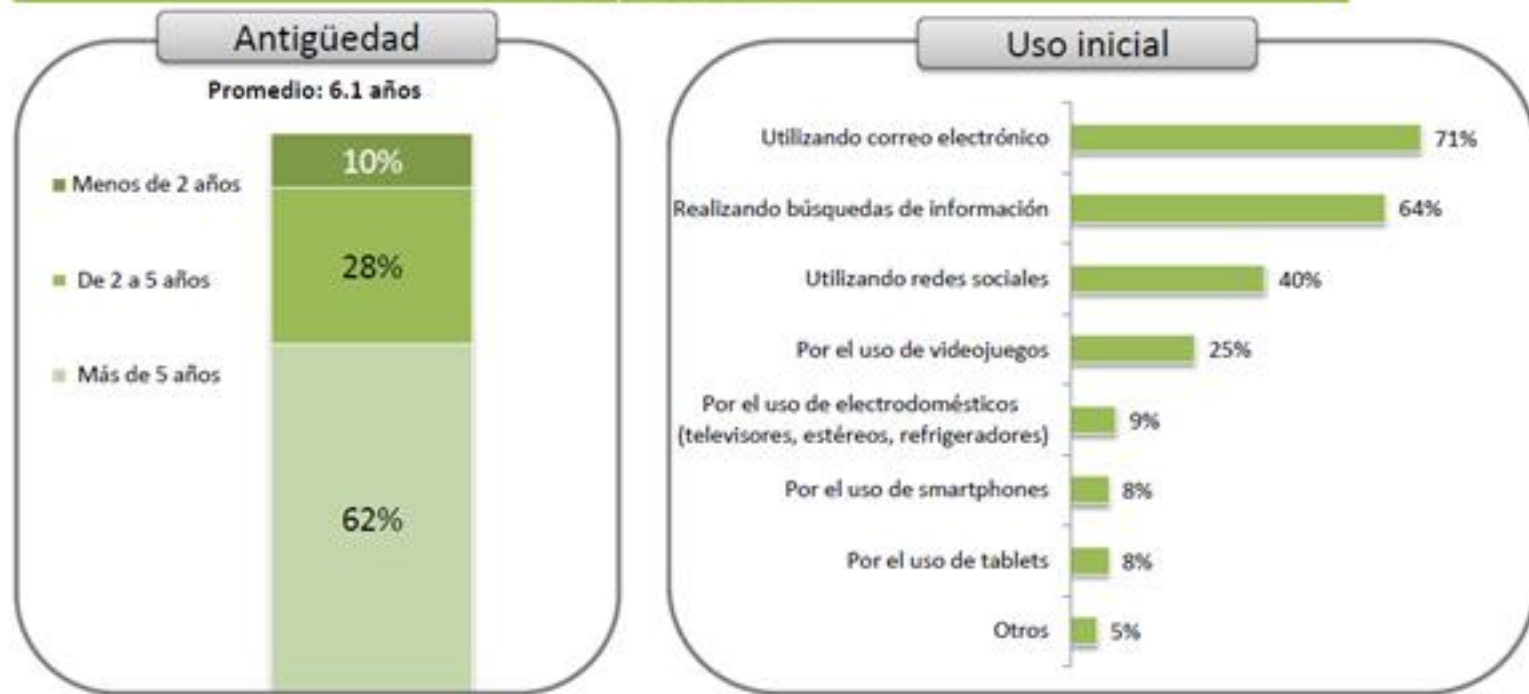 Antigüedad
Promedio: 6.1 años
Menos de 2 años
De 2 a 5 años
Más de 5 años
10%
28%
62%
Uso inicial
Utilizando correo electrónico 71%
Realizando búsquedas de información 64%
Utilizando redes sociales 40%
Por el uso de videojuegos 25%
Por el uso de electrodomésticos
(televisores, estéreos, refrigeradores) 9%
Por el uso de smartphones 8%
Por el uso de tablets 8%
Otros 5%